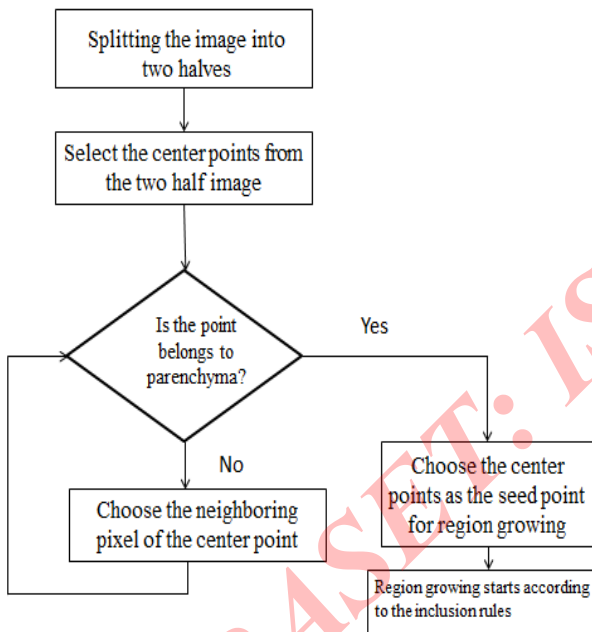 Splitting the image into
two halves
Select the center points from
the two half image
Is the point
belongs to
parenchyma?
Yes
No
Choose the neighboring
pixel of the center point
Choose the center
points as the seed point
for region growing
Region growing starts according
to the inclusion rules
ASET: IS